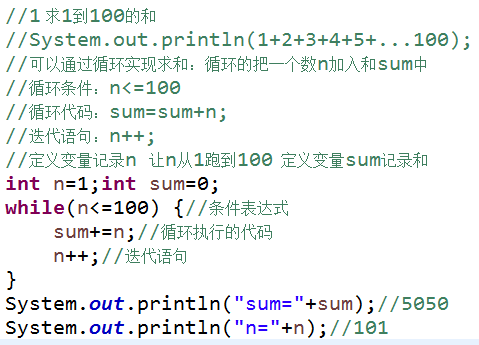 //1 求1到100的和
//System.out.println(1+2+3+4+5+...100);
//可以通过循环实现求和：循环的把一个数n加入和sum中
//循环条件：n<=100
//循环代码：sum=sum+n;
//迭代语句：n++;
//定义变量记录n 让n从1跑到100 定义变量sum记录和
int n=1;int sum=0;
while(n<=100) {//条件表达式
    sum+=n;//循环执行的代码
    n++;//迭代语句
}
System.out.println("sum="+sum);//5050
System.out.println("n="+n);//101